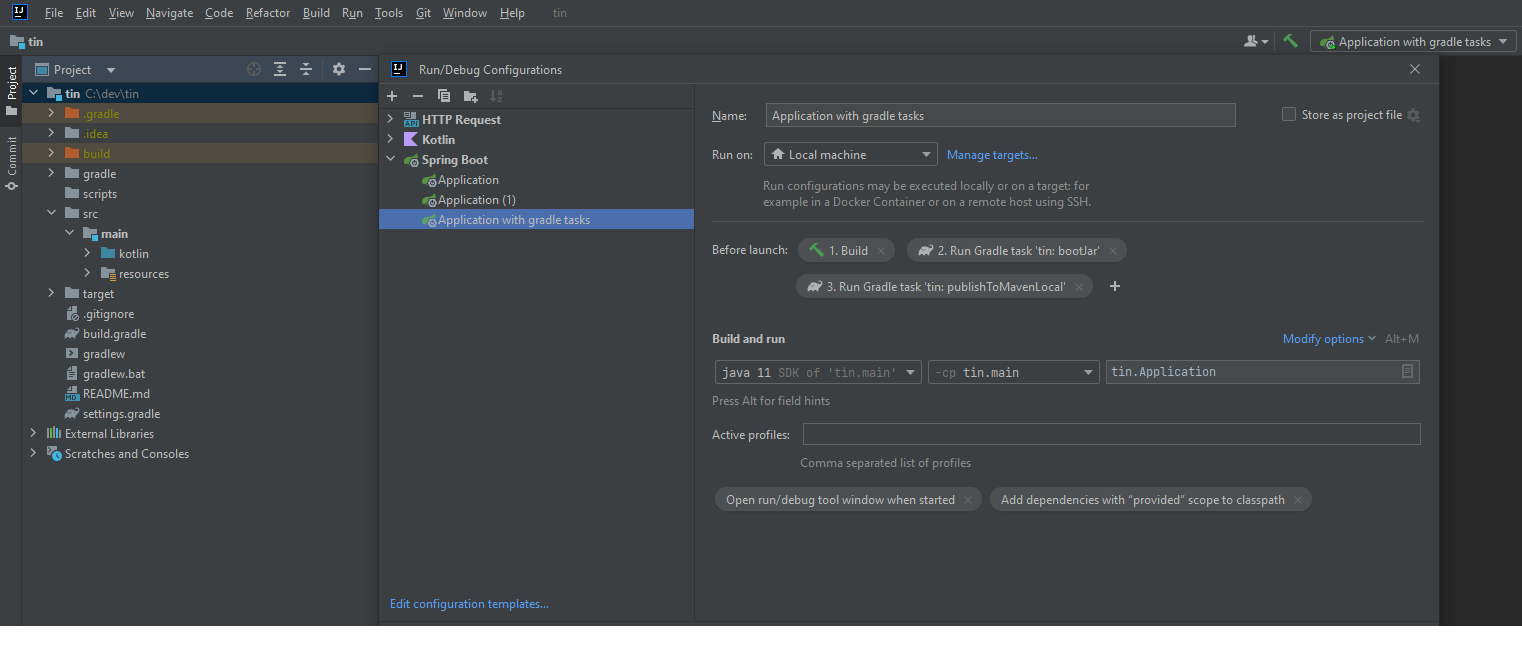 File Edit View Navigate Code Refactor Build Run Tools Git Window Help tin
tin
Application with gradle tasks
Project
Commit
Project
tin C:\dev\tin
.gradle
.idea
build
gradle
scripts
src
main
kotlin
resources
target
.gitignore
build.gradle
gradlew
gradlew.bat
README.md
settings.gradle
External Libraries
Scratches and Consoles
Run/Debug Configurations
HTTP Request
Kotlin
Spring Boot
Application
Application (1)
Application with gradle tasks
Edit configuration templates...
Name: Application with gradle tasks
Store as project file
Run on: Local machine Manage targets...
Run configurations may be executed locally or on a target: for
example in a Docker Container or on a remote host using SSH.
Before launch: 1. Build 2. Run Gradle task 'tin: bootJar'
3. Run Gradle task 'tin: publishToMavenLocal'
Build and run Modify options Alt+M
java 11 SDK of 'tin.main' -cp tin.main tin.Application
Press Alt for field hints
Active profiles:
Comma separated list of profiles
Open run/debug tool window when started Add dependencies with “provided” scope to classpath